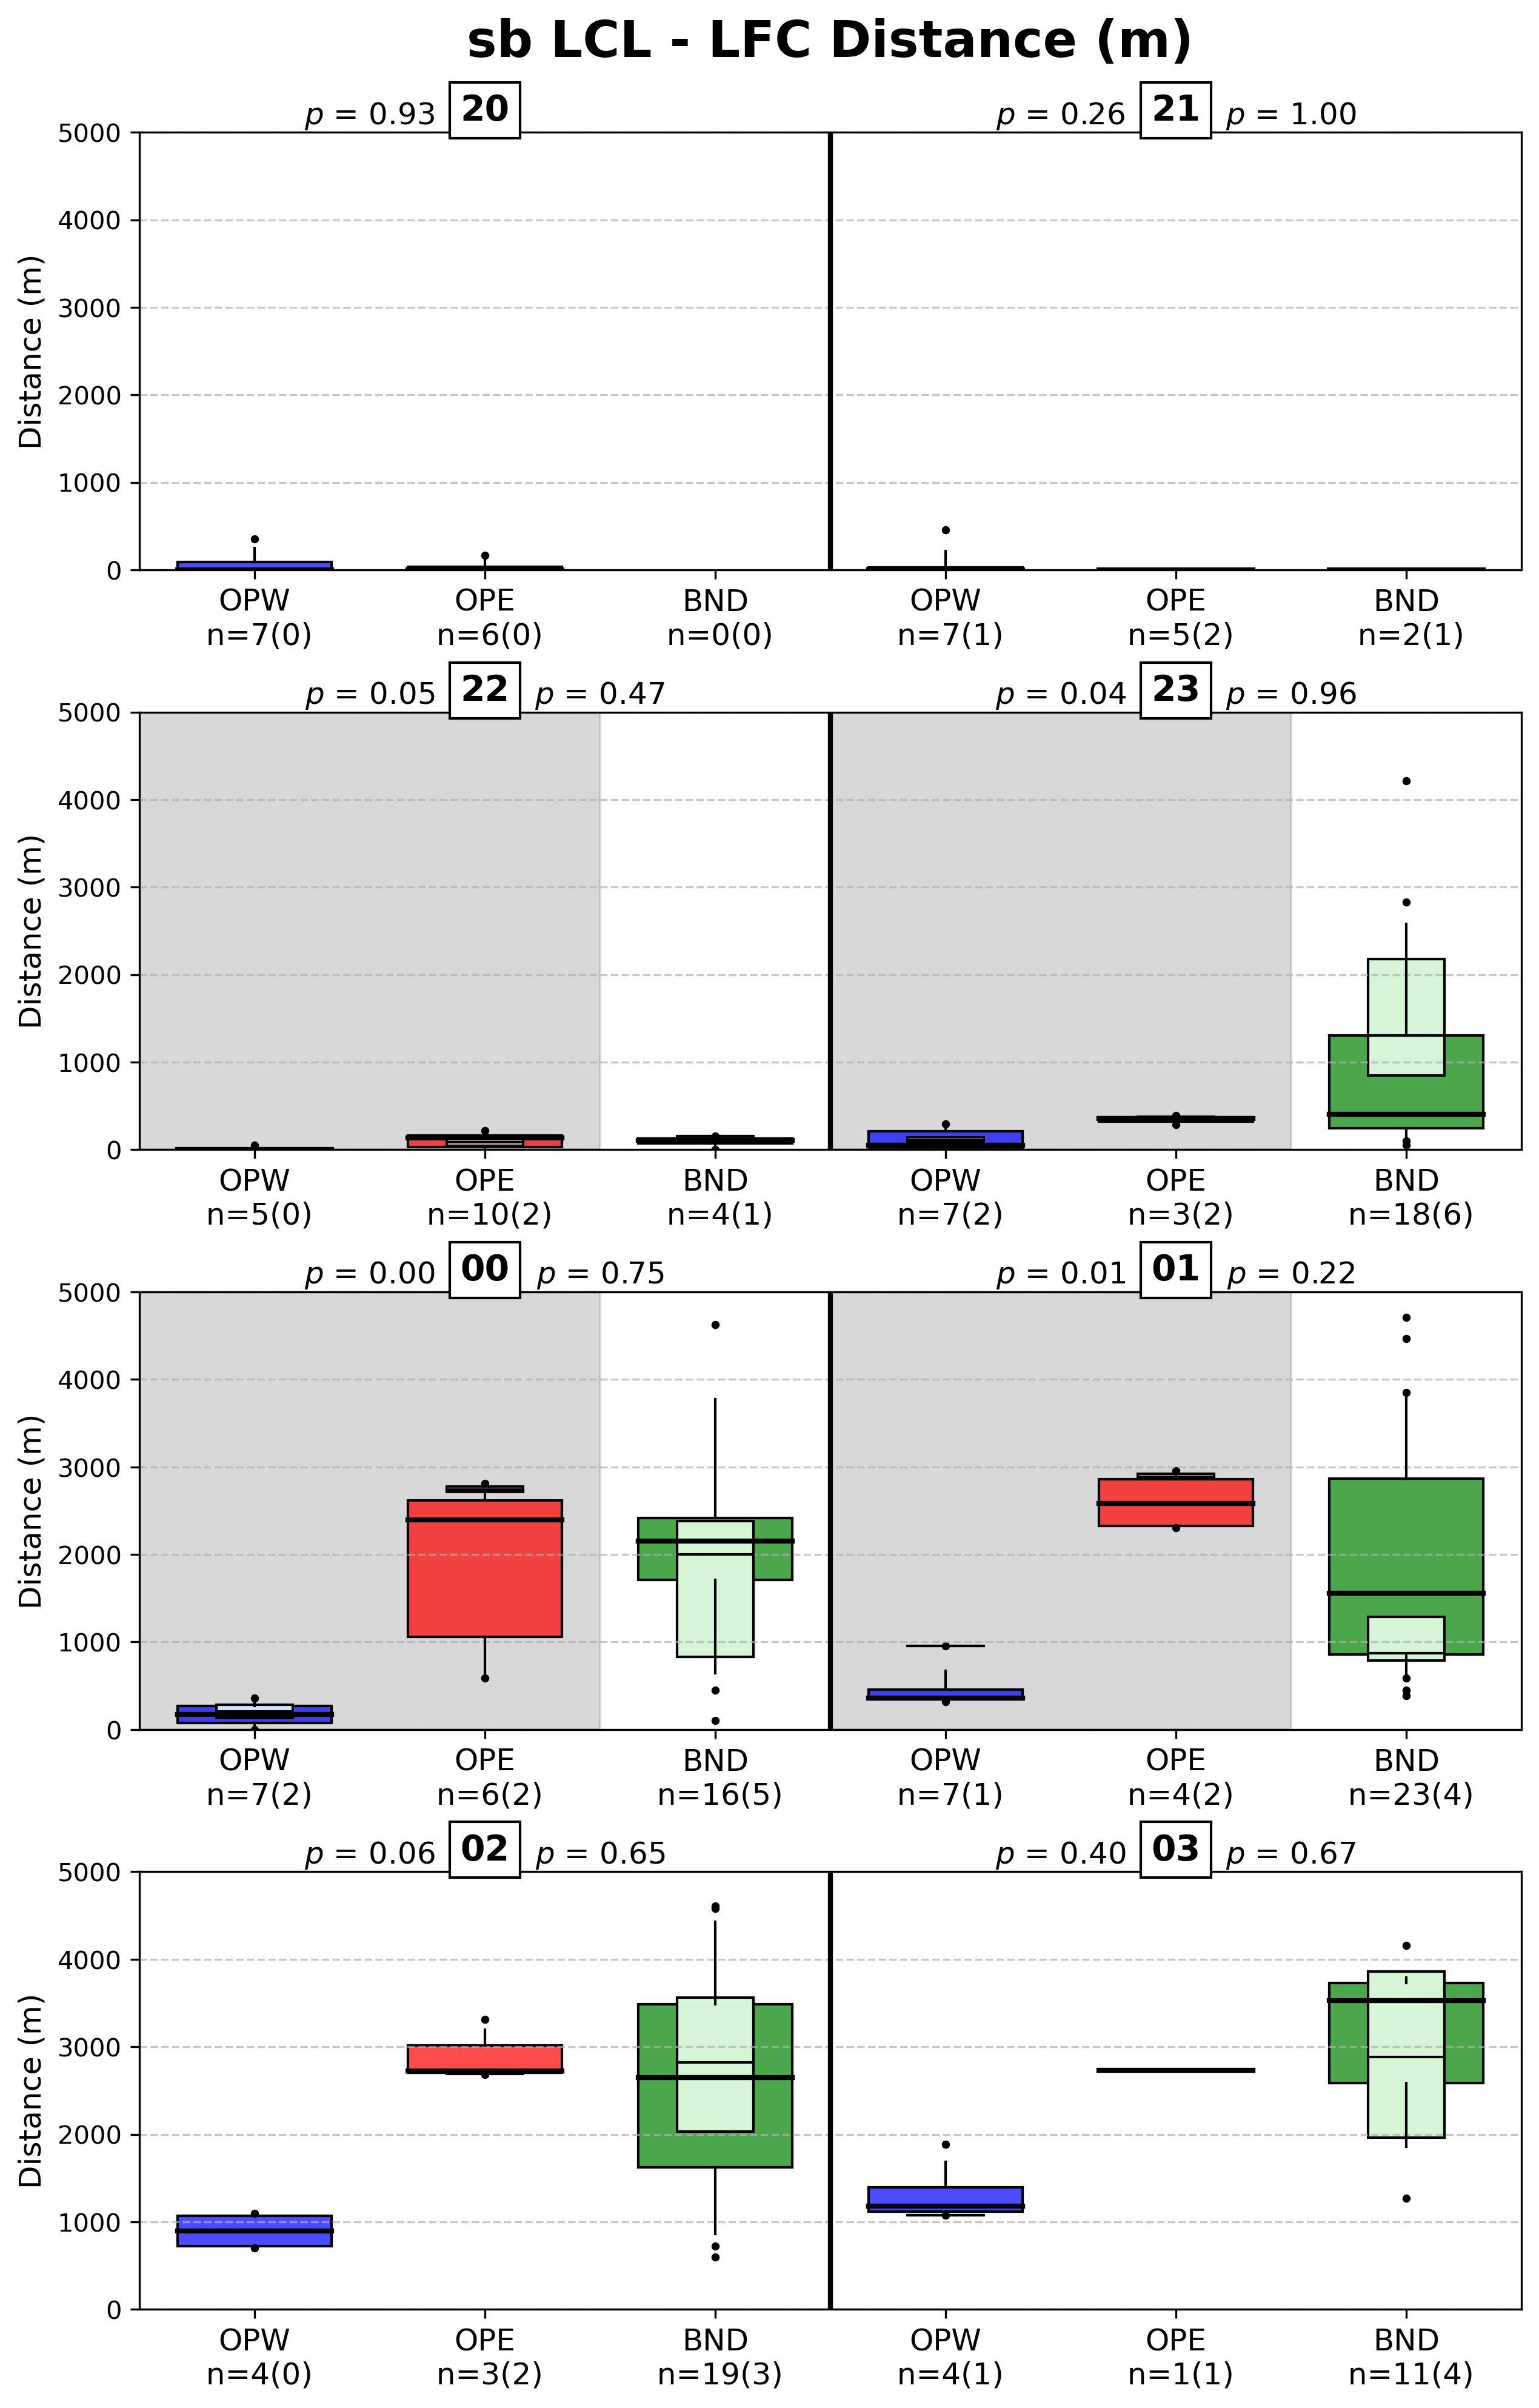 sb LCL - LFC Distance (m)
p = 0.93 20
p = 0.26 21 p = 1.00
5000
4000
3000
2000
1000
0
Distance (m)
OPW OPE BND OPW OPE BND
n=7(0) n=6(0) n=0(0) n=7(1) n=5(2) n=2(1)
p = 0.05 22 p = 0.47
p = 0.04 23 p = 0.96
5000
4000
3000
2000
1000
0
Distance (m)
OPW OPE BND OPW OPE BND
n=5(0) n=10(2) n=4(1) n=7(2) n=3(2) n=18(6)
p = 0.00 00 p = 0.75
p = 0.01 01 p = 0.22
5000
4000
3000
2000
1000
0
Distance (m)
OPW OPE BND OPW OPE BND
n=7(2) n=6(2) n=16(5) n=7(1) n=4(2) n=23(4)
p = 0.06 02 p = 0.65
p = 0.40 03 p = 0.67
5000
4000
3000
2000
1000
0
Distance (m)
OPW OPE BND OPW OPE BND
n=4(0) n=3(2) n=19(3) n=4(1) n=1(1) n=11(4)